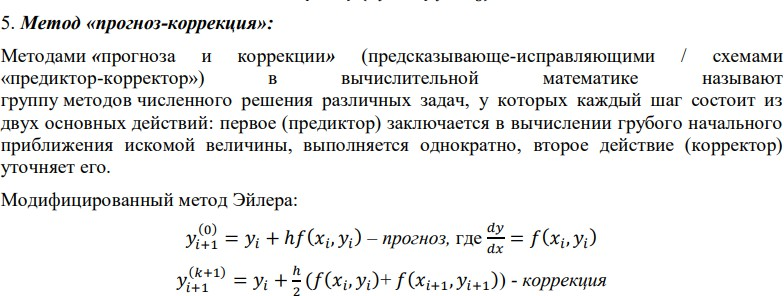 5. Метод «прогноз-коррекция»:
Методами «прогноза и коррекции» (предсказывающе-исправляющими / схемами
«предиктор-корректор») в вычислительной математике называют
группу методов численного решения различных задач, у которых каждый шаг состоит из
двух основных действий: первое (предиктор) заключается в вычислении грубого начального
приближения искомой величины, выполняется однократно, второе действие (корректор)
уточняет его.
Модифицированный метод Эйлера:
y_{i+1}^{(0)} = y_i + hf(x_i, y_i) – прогноз, где \frac{dy}{dx} = f(x_i, y_i)
y_{i+1}^{(k+1)} = y_i + \frac{h}{2}(f(x_i, y_i)+ f(x_{i+1}, y_{i+1})) - коррекция